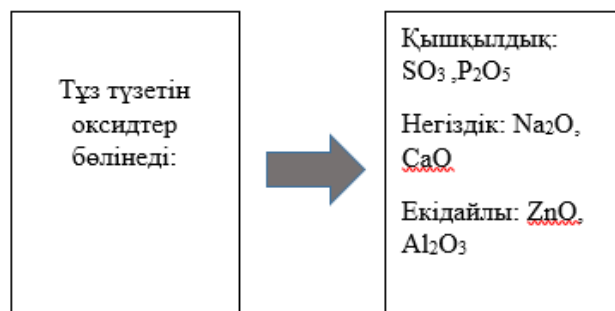 Тұз түзетін
оксидтер
бөлінеді:
Қышқылдық:
SO₃ ,P₂O₅
Негіздік: Na₂O,
CaO
Екідайлы: ZnO,
Al₂O₃